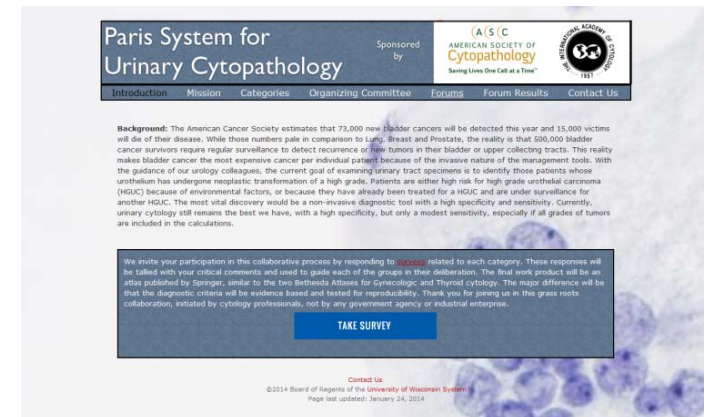 Paris System for
Urinary Cytopathology
Sponsored
by
A S C
AMERICAN SOCIETY OF
Cytopathology
Saving Lives One Cell at a Time™
INTERNATIONAL ACADEMY OF CYTOLOGY
1957
Introduction Mission Categories Organizing Committee Forums Forum Results Contact Us
Background: The American Cancer Society estimates that 73,000 new bladder cancers will be detected this year and 15,000 victims
will die of their disease. While those numbers pale in comparison to Lung, Breast and Prostate, the reality is that 500,000 bladder
cancer survivors require regular surveillance to detect recurrence or new tumors in their bladder or upper collecting tracts. This reality
makes bladder cancer the most expensive cancer per individual patient because of the invasive nature of the management tools. With
the guidance of our urology colleagues, the current goal of examining urinary tract specimens is to identify those patients whose
urothelium has undergone neoplastic transformation of a high grade. Patients are either high risk for high grade urothelial carcinoma
(HGUC) because of environmental factors, or because they have already been treated for a HGUC and are under surveillance for
another HGUC. The most vital discovery would be a non-invasive diagnostic tool with a high specificity and sensitivity. Currently,
urinary cytology still remains the best we have, with a high specificity, but only a modest sensitivity, especially if all grades of tumors
are included in the calculations.
We invite your participation in this collaborative process by responding to surveys related to each category. These responses will
be tallied with your critical comments and used to guide each of the groups in their deliberation. The final work product will be an
atlas published by Springer, similar to the two Bethesda Atlases for Gynecologic and Thyroid cytology. The major difference will be
that the diagnostic criteria will be evidence based and tested for reproducibility. Thank you for joining us in this grass roots
collaboration, initiated by cytology professionals, not by any government agency or industrial enterprise.
TAKE SURVEY
Contact Us
©2014 Board of Regents of the University of Wisconsin System
Page last updated: January 24, 2014